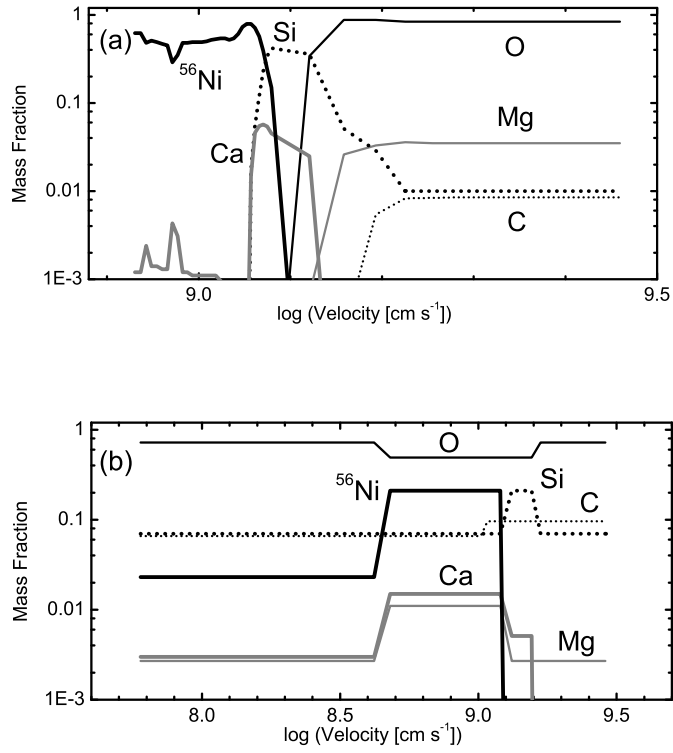 (a)
1
0.1
0.01
1E-3
Mass Fraction
⁵⁶Ni
Si
Ca
O
Mg
C
9.0
9.5
log (Velocity [cm s⁻¹])
(b)
1
0.1
0.01
1E-3
Mass Fraction
O
⁵⁶Ni
Si
C
Ca
Mg
8.0
8.5
9.0
9.5
log (Velocity [cm s⁻¹])